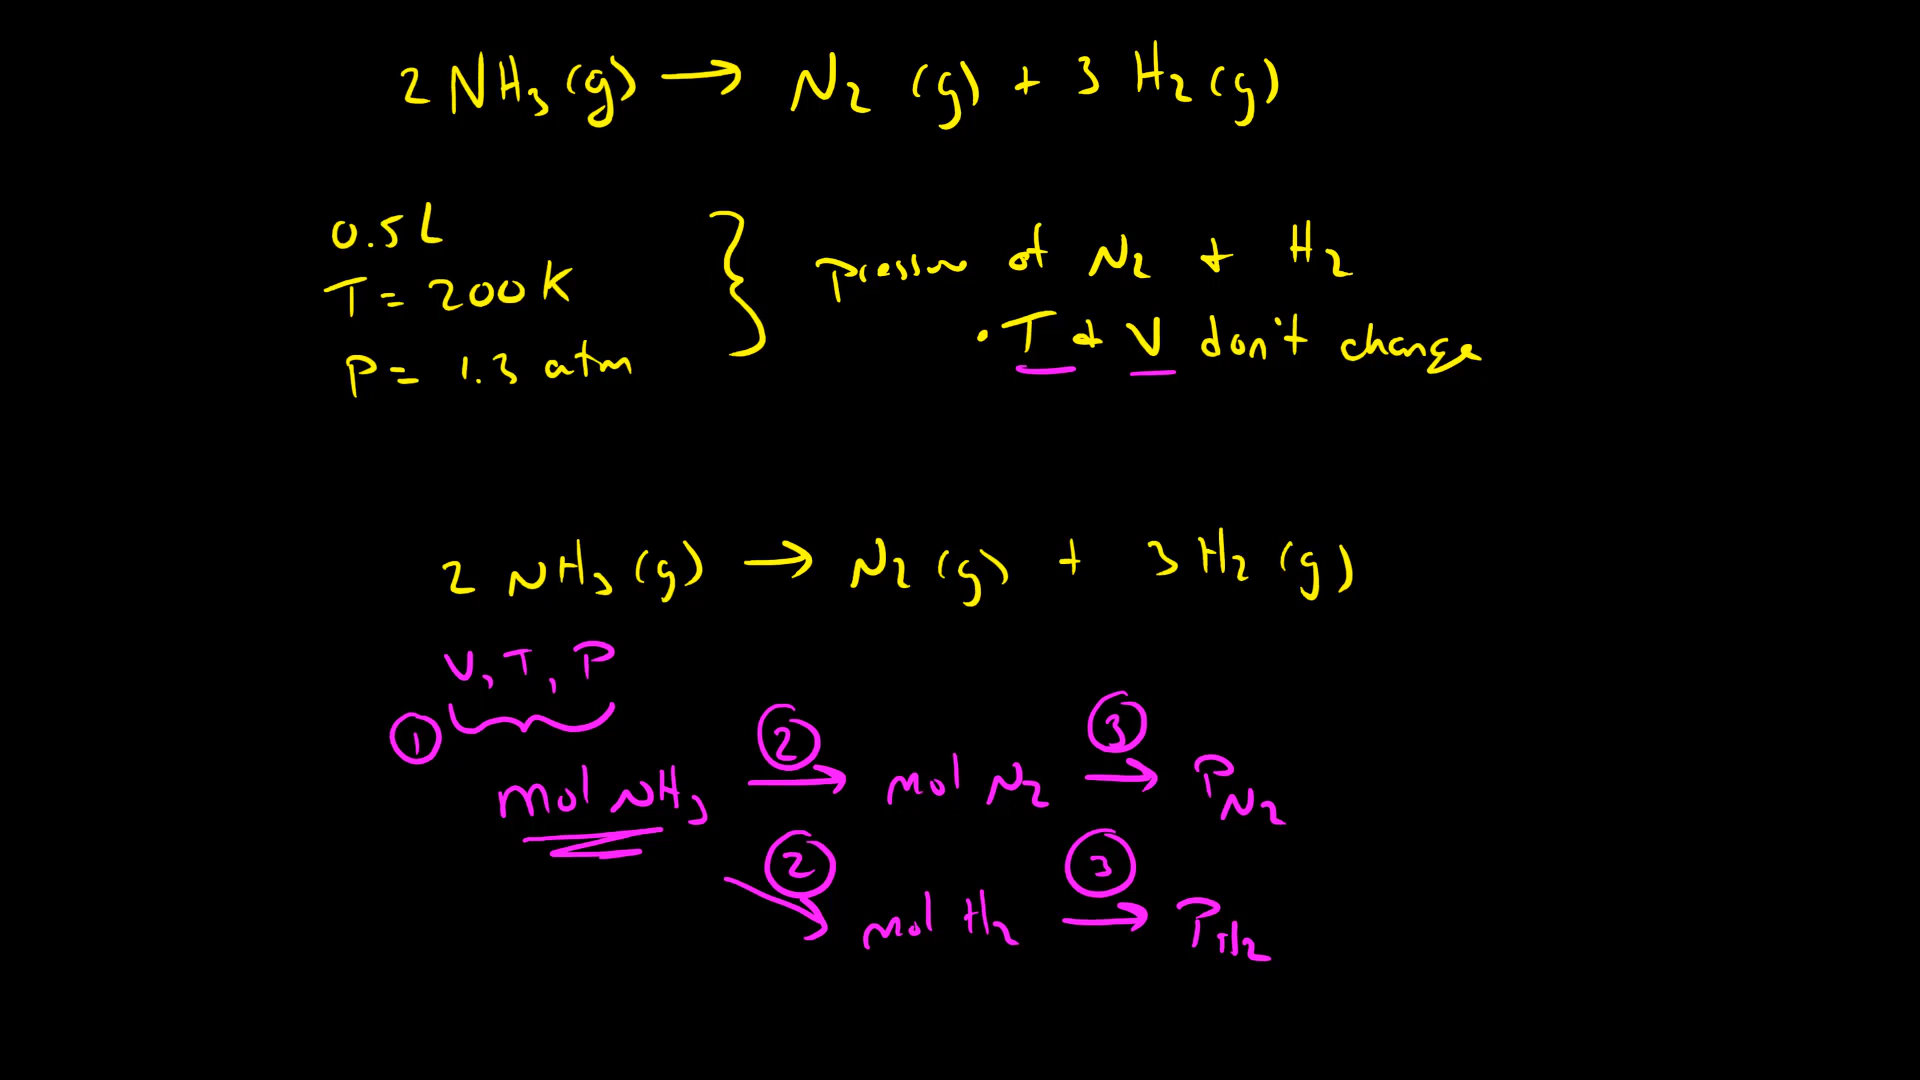 2 NH3 (g) → N2 (g) + 3 H2 (g)
0.5 L
T = 200 K
P = 1.3 atm
pressure of N2 + H2
• T & V don't change
2 NH3 (g) → N2 (g) + 3 H2 (g)
V, T, P
① mol NH3 ② → mol N2 ③ → PN2
② → mol H2 ③ → PH2